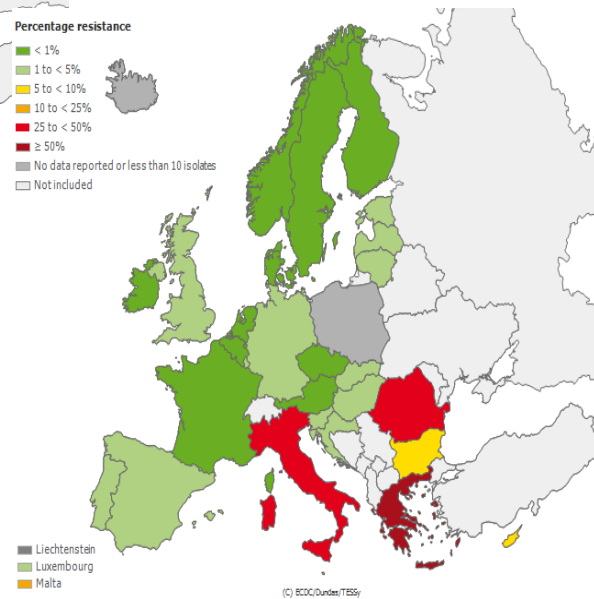 Percentage resistance
< 1%
1 to < 5%
5 to < 10%
10 to < 25%
25 to < 50%
≥ 50%
No data reported or less than 10 isolates
Not included
Liechtenstein
Luxembourg
Malta
(C) ECDC/Dundas/TESSy